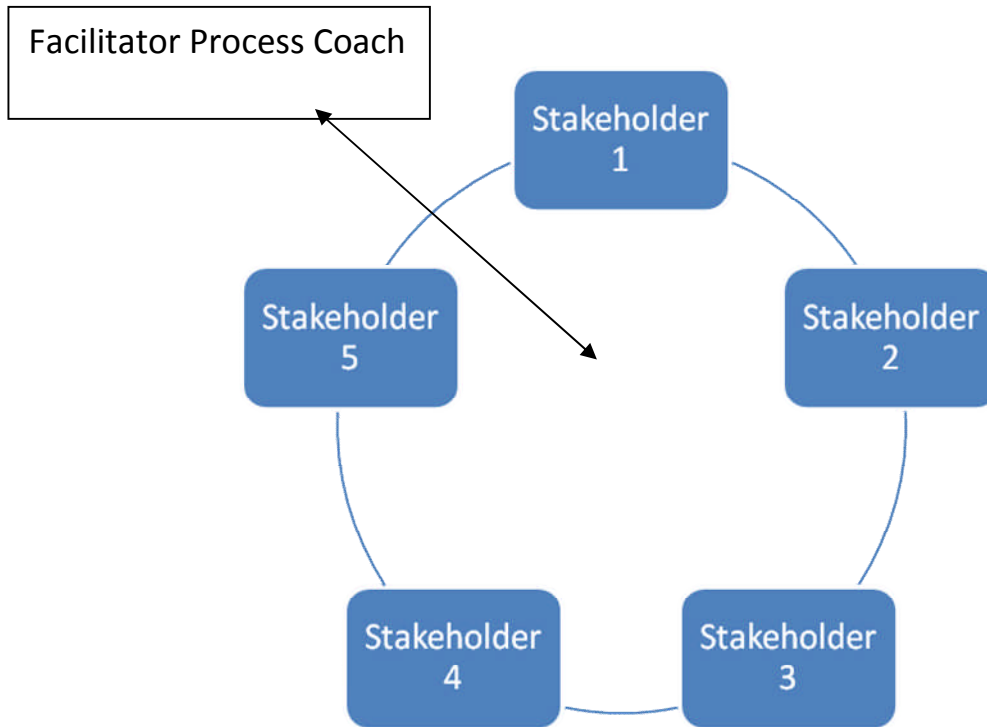 Facilitator Process Coach
Stakeholder
1
Stakeholder
2
Stakeholder
3
Stakeholder
4
Stakeholder
5